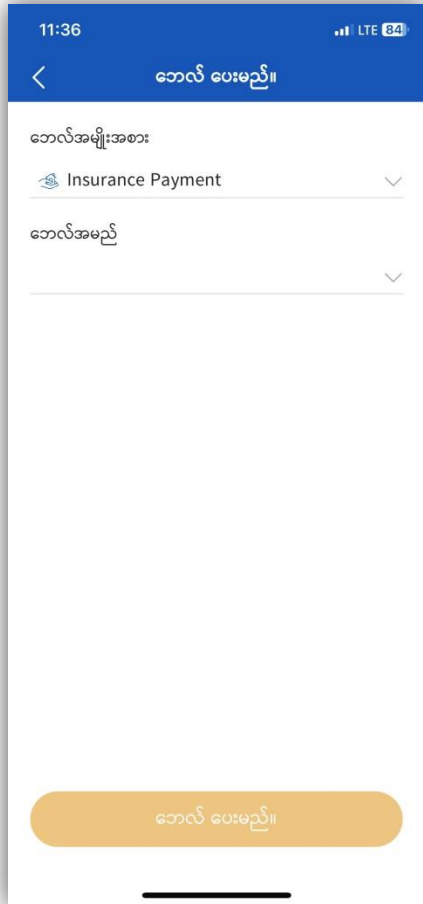 11:36
LTE 84
ဘေလ် ပေးမည်။
ဘေလ်အမျိုးအစား
Insurance Payment
ဘေလ်အမည်
ဘေလ် ပေးမည်။